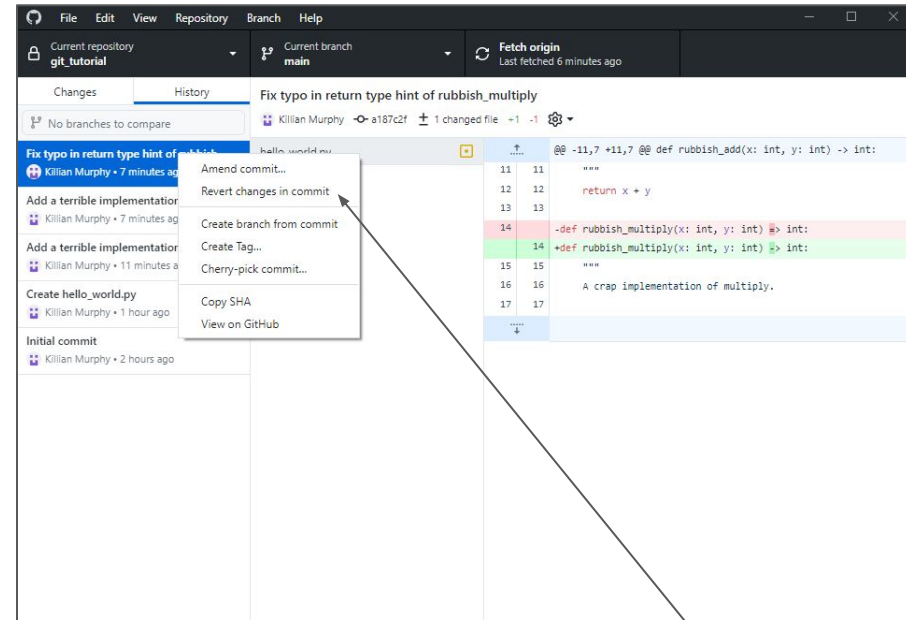 File Edit View Repository Branch Help
Current repository
git_tutorial
Current branch
main
Fetch origin
Last fetched 6 minutes ago
Changes History
No branches to compare
Fix typo in return type hint of rubbish_
Killian Murphy • 7 minutes ag
Add a terrible implementation
Killian Murphy • 7 minutes ag
Add a terrible implementation
Killian Murphy • 11 minutes a
Create hello_world.py
Killian Murphy • 1 hour ago
Initial commit
Killian Murphy • 2 hours ago
Amend commit...
Revert changes in commit
Create branch from commit
Create Tag...
Cherry-pick commit...
Copy SHA
View on GitHub
Fix typo in return type hint of rubbish_multiply
Killian Murphy a187c2f 1 changed file +1 -1
hello_world.py
@@ -11,7 +11,7 @@ def rubbish_add(x: int, y: int) -> int:
11 11 """
12 12 return x + y
13 13
14 -def rubbish_multiply(x: int, y: int) => int:
14 +def rubbish_multiply(x: int, y: int) -> int:
15 15 """
16 16 A crap implementation of multiply.
17 17